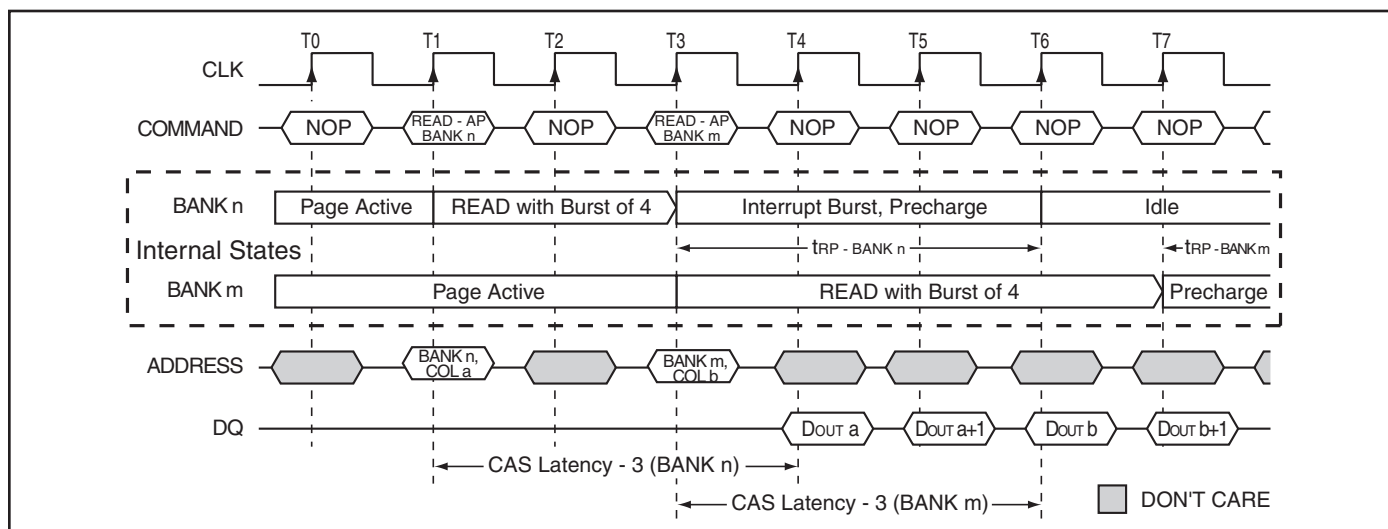 T0 T1 T2 T3 T4 T5 T6 T7
CLK
COMMAND NOP READ - AP BANK n NOP READ - AP BANK m NOP NOP NOP NOP
BANK n Page Active READ with Burst of 4 Interrupt Burst, Precharge Idle
Internal States tRP - BANK n tRP - BANK m
BANK m Page Active READ with Burst of 4 Precharge
ADDRESS BANK n, COL a BANK m, COL b
DQ DOUT a DOUT a+1 DOUT b DOUT b+1
CAS Latency - 3 (BANK n)
CAS Latency - 3 (BANK m) DON'T CARE